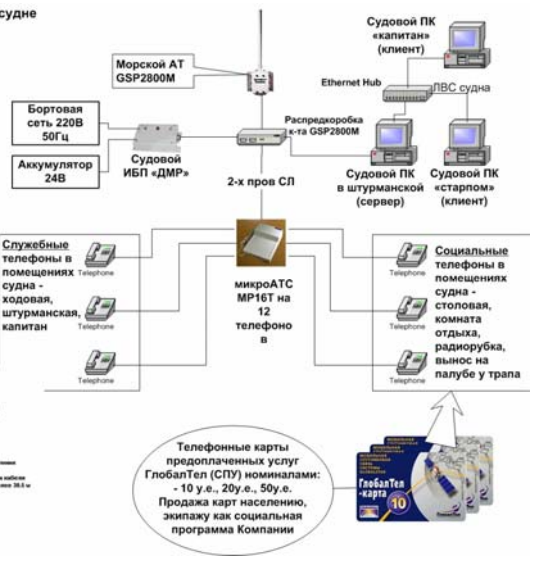 судне
Морской АТ
GSP2800M
Бортовая
сеть 220В
50Гц
Аккумулятор
24В
Судовой
ИБП «ДМР»
Распредкоробка
к-та GSP2800M
2-х пров СЛ
Судовой ПК
«капитан»
(клиент)
Ethernet Hub
ЛВС судна
Судовой ПК
в штурманской
(сервер)
Судовой ПК
«старпом»
(клиент)
Служебные
телефоны в
помещениях
судна -
ходовая,
штурманская,
капитан
Telephone
Telephone
Telephone
микроАТС
МР16Т на
12
телефоно
в
Telephone
Telephone
Telephone
Социальные
телефоны в
помещениях
судна -
столовая,
комната
отдыха,
радиорубка,
вынос на
палубе у трапа
Телефонные карты
предоплаченных услуг
ГлобалТел (СПУ) номиналами:
- 10 у.е., 20у.е., 50у.е.
Продажа карт населению,
экипажу как социальная
программа Компании
ГлобалТел
-карта
10